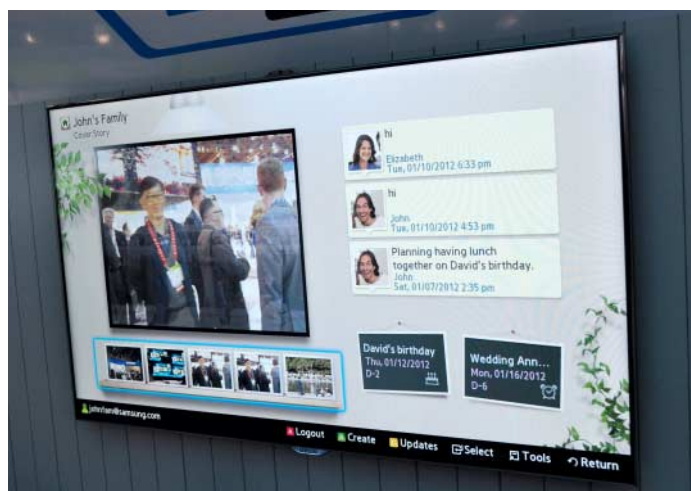 John's Family
Cover Story
hi
Elizabeth
Tue, 01/10/2012 6:33 pm
hi
John
Tue, 01/10/2012 4:53 pm
Planning having lunch
together on David's birthday.
John
Sat, 01/07/2012 2:35 pm
David's birthday
Thu, 01/12/2012
D-2
Wedding Ann...
Mon, 01/16/2012
D-6
Logout
Create
Updates
Select
Tools
Return